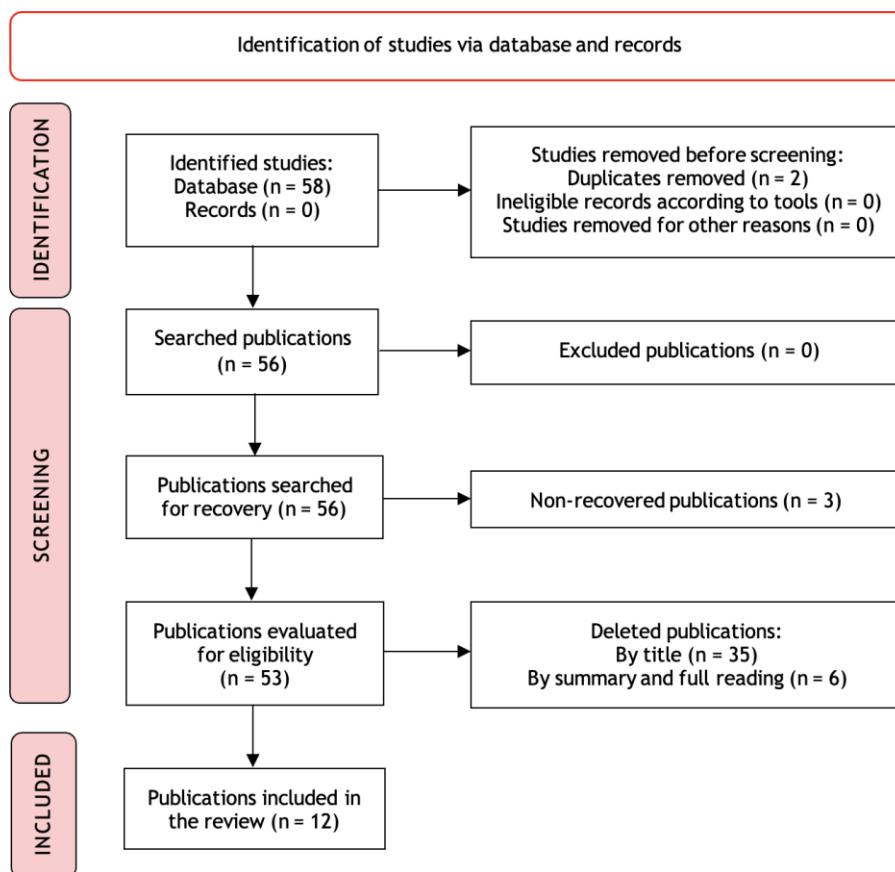 Identification of studies via database and records
IDENTIFICATION
Identified studies:
Database (n = 58)
Records (n = 0)
Studies removed before screening:
Duplicates removed (n = 2)
Ineligible records according to tools (n = 0)
Studies removed for other reasons (n = 0)
SCREENING
Searched publications
(n = 56)
Excluded publications (n = 0)
Publications searched
for recovery (n = 56)
Non-recovered publications (n = 3)
Publications evaluated
for eligibility
(n = 53)
Deleted publications:
By title (n = 35)
By summary and full reading (n = 6)
INCLUDED
Publications included in
the review (n = 12)